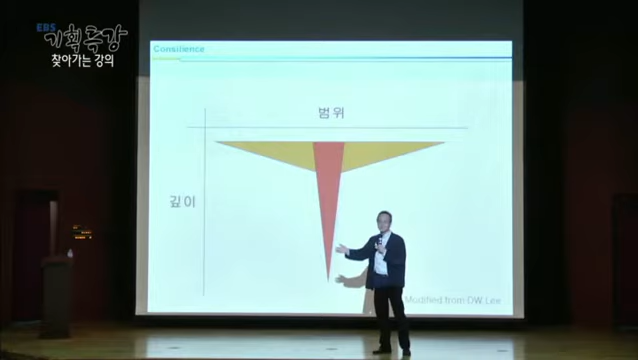 EBS
기획특강
찾아가는 강의
Consilience
범위
깊이
Modified from DW Lee